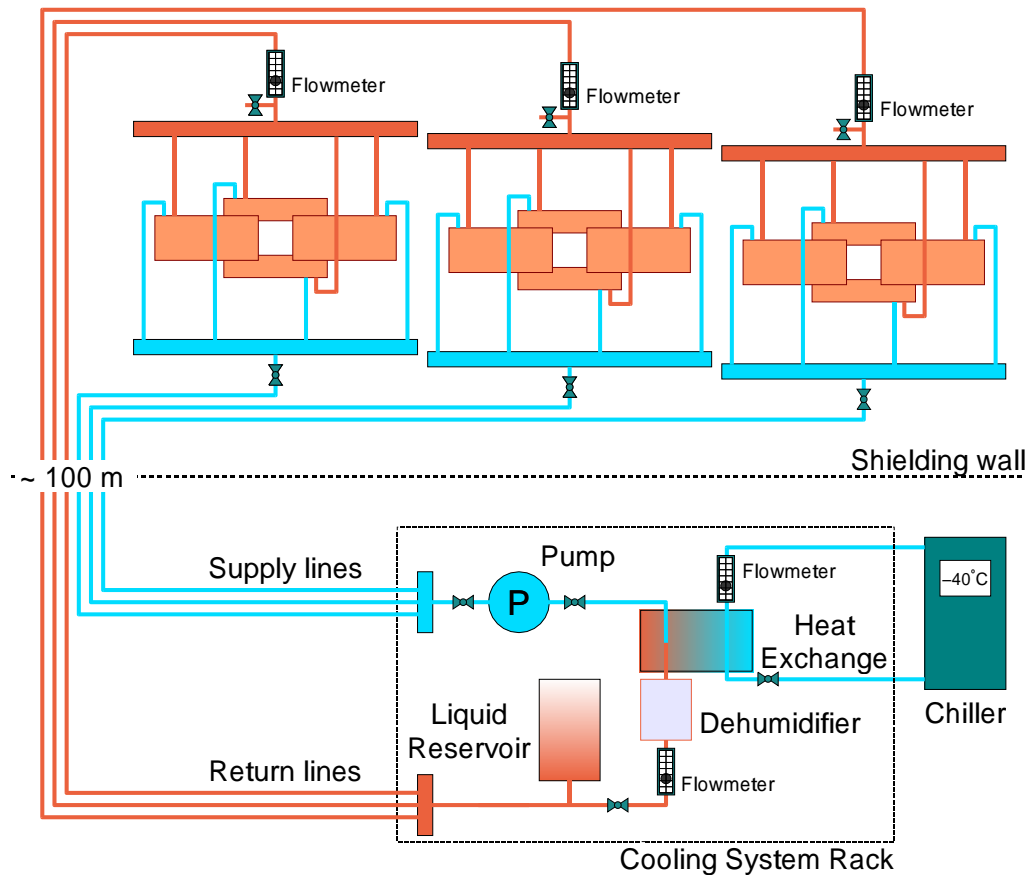 Flowmeter
Flowmeter
Flowmeter
Shielding wall
~ 100 m
Supply lines
Pump
P
Flowmeter
–40°C
Heat
Exchange
Chiller
Liquid
Reservoir
Dehumidifier
Return lines
Flowmeter
Cooling System Rack